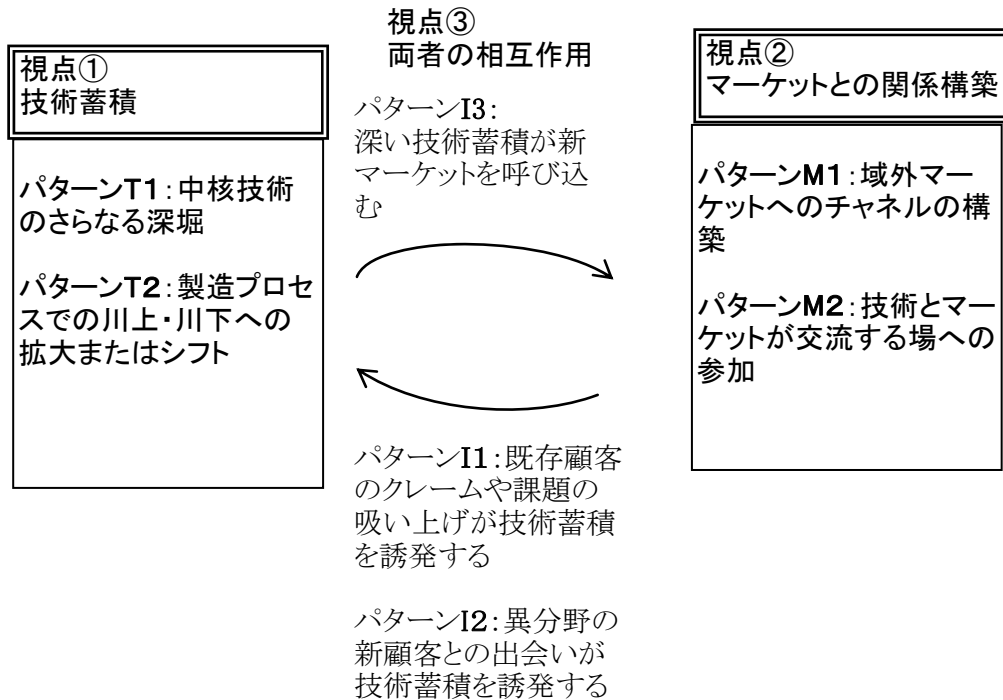 視点③
両者の相互作用
視点①
技術蓄積
視点②
マーケットとの関係構築
パターンT1：中核技術
のさらなる深堀
パターンT2：製造プロセ
スでの川上・川下への
拡大またはシフト
パターンI3：
深い技術蓄積が新
マーケットを呼び込
む
パターンI1：既存顧客
のクレームや課題の
吸い上げが技術蓄積
を誘発する
パターンI2：異分野の
新顧客との出会いが
技術蓄積を誘発する
パターンM1：域外マー
ケットへのチャネルの構
築
パターンM2：技術とマー
ケットが交流する場への
参加